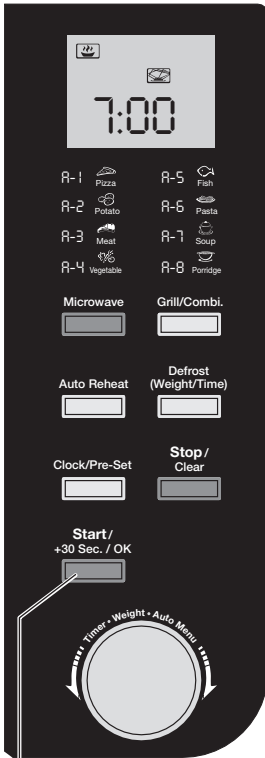 7:00
A-1 Pizza A-5 Fish
A-2 Potato A-6 Pasta
A-3 Meat A-7 Soup
A-4 Vegetable A-8 Porridge
Microwave Grill/Combi.
Auto Reheat Defrost
(Weight/Time)
Clock/Pre-Set Stop/
Clear
Start/
+30 Sec. / OK
Timer • Weight • Auto Menu